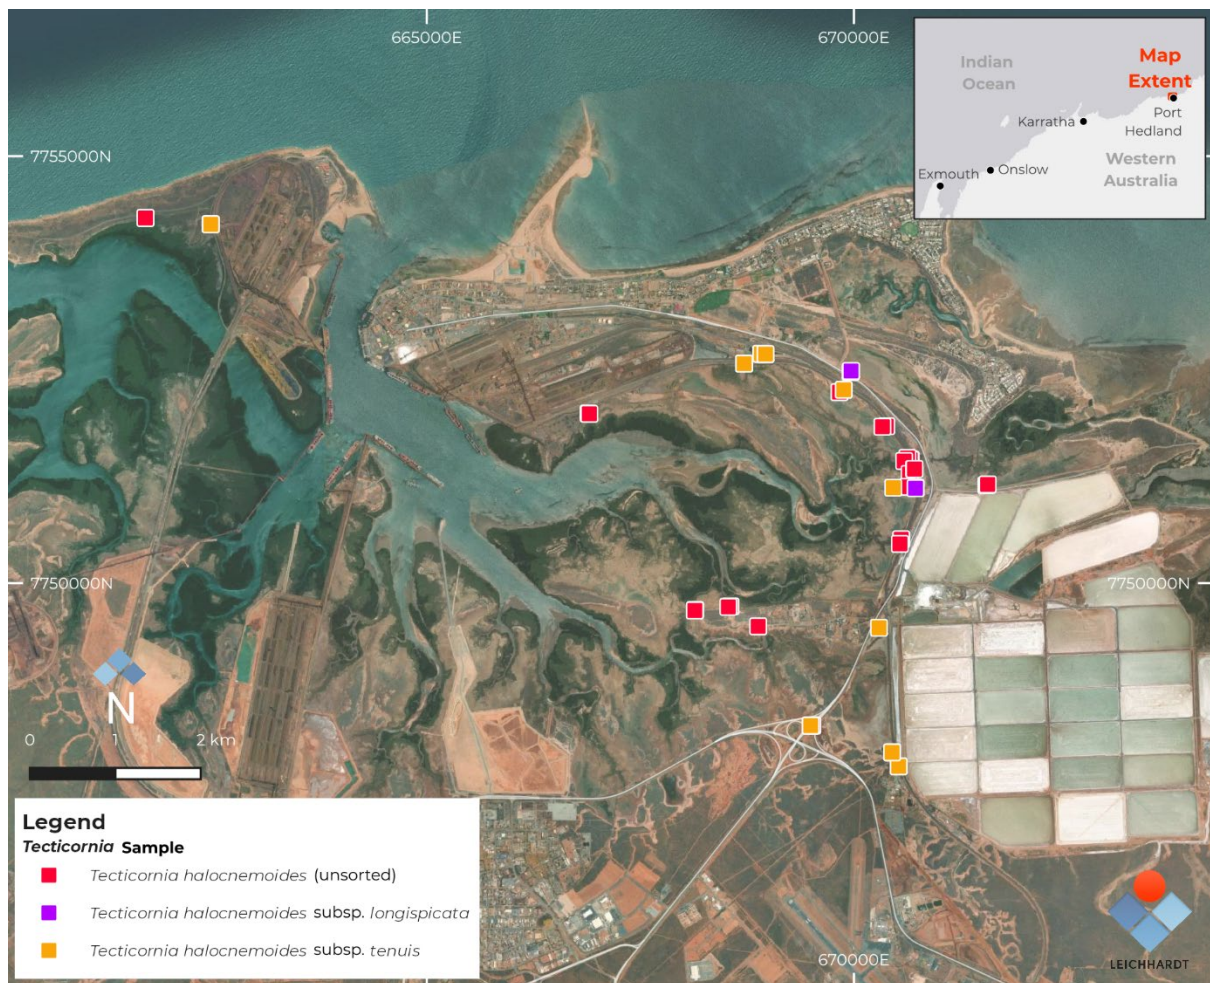 665000E
670000E
Indian
Ocean
Map
Extent
Port
Hedland
Karratha
Western
Australia
Onslow
Exmouth
7755000N
7750000N
7750000N
N
0 1 2 km
Legend
Tecticornia Sample
Tecticornia halocnemoides (unsorted)
Tecticornia halocnemoides subsp. longispicata
Tecticornia halocnemoides subsp. tenuis
670000E
LEICHHARDT